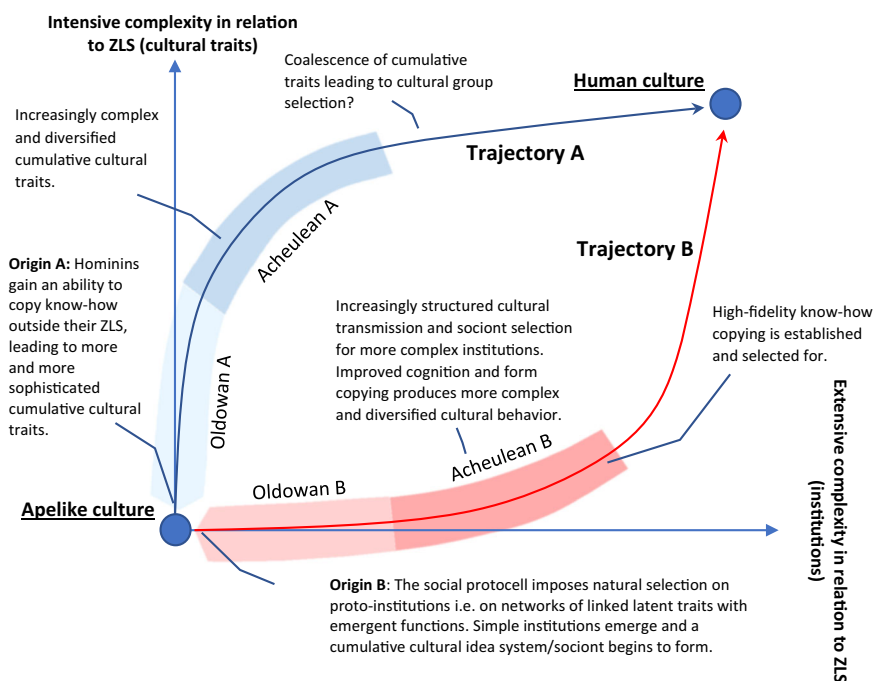 Intensive complexity in relation
to ZLS (cultural traits)
Coalescence of cumulative
traits leading to cultural group
selection?
Human culture
Increasingly complex
and diversified
cumulative cultural
traits.
Trajectory A
Acheulean A
Trajectory B
Origin A: Hominins
gain an ability to
copy know-how
outside their ZLS,
leading to more
and more
sophisticated
cumulative cultural
traits.
Oldowan A
Increasingly structured cultural
transmission and sociont selection
for more complex institutions.
Improved cognition and form
copying produces more complex
and diversified cultural behavior.
High-fidelity know-how
copying is established
and selected for.
Extensive complexity in relation to ZLS
(institutions)
Acheulean B
Oldowan B
Apelike culture
Origin B: The social protocell imposes natural selection on
proto-institutions i.e. on networks of linked latent traits with
emergent functions. Simple institutions emerge and a
cumulative cultural idea system/sociont begins to form.